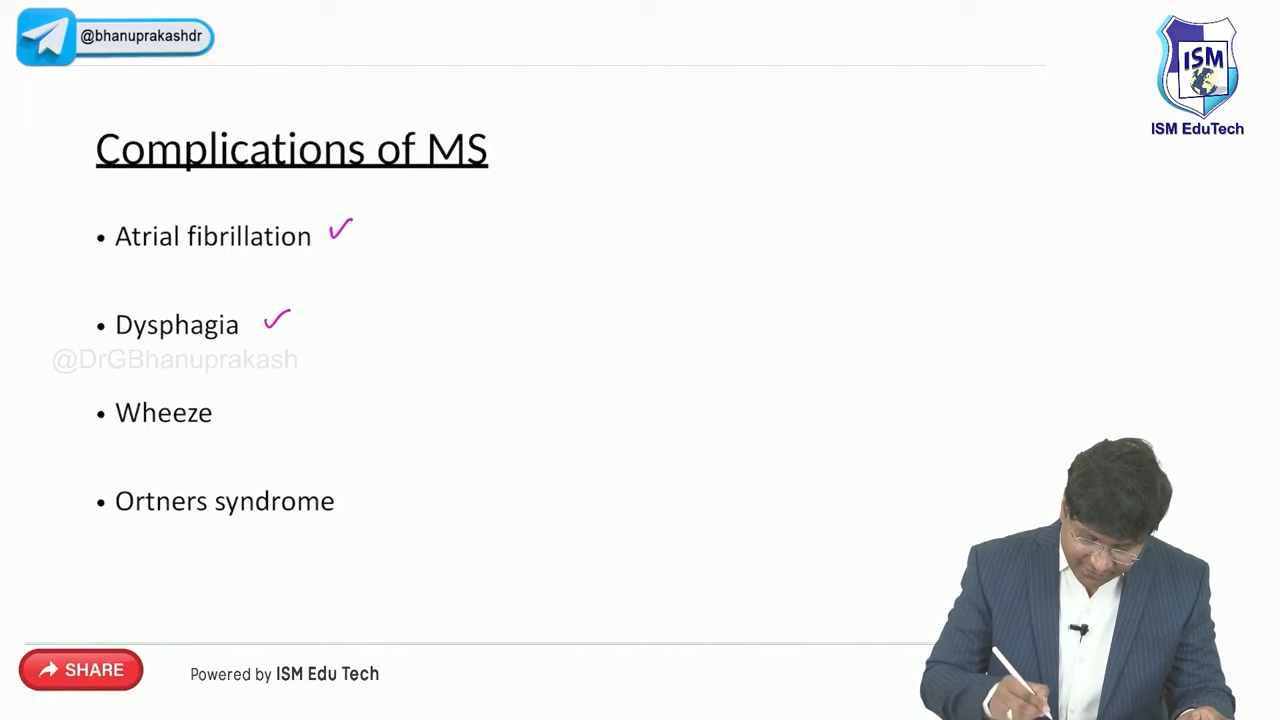 @bhanuprakashdr
ISM
ISM EduTech
Complications of MS
• Atrial fibrillation
• Dysphagia
@DrGBhanuprakash
• Wheeze
• Ortners syndrome
SHARE
Powered by ISM Edu Tech